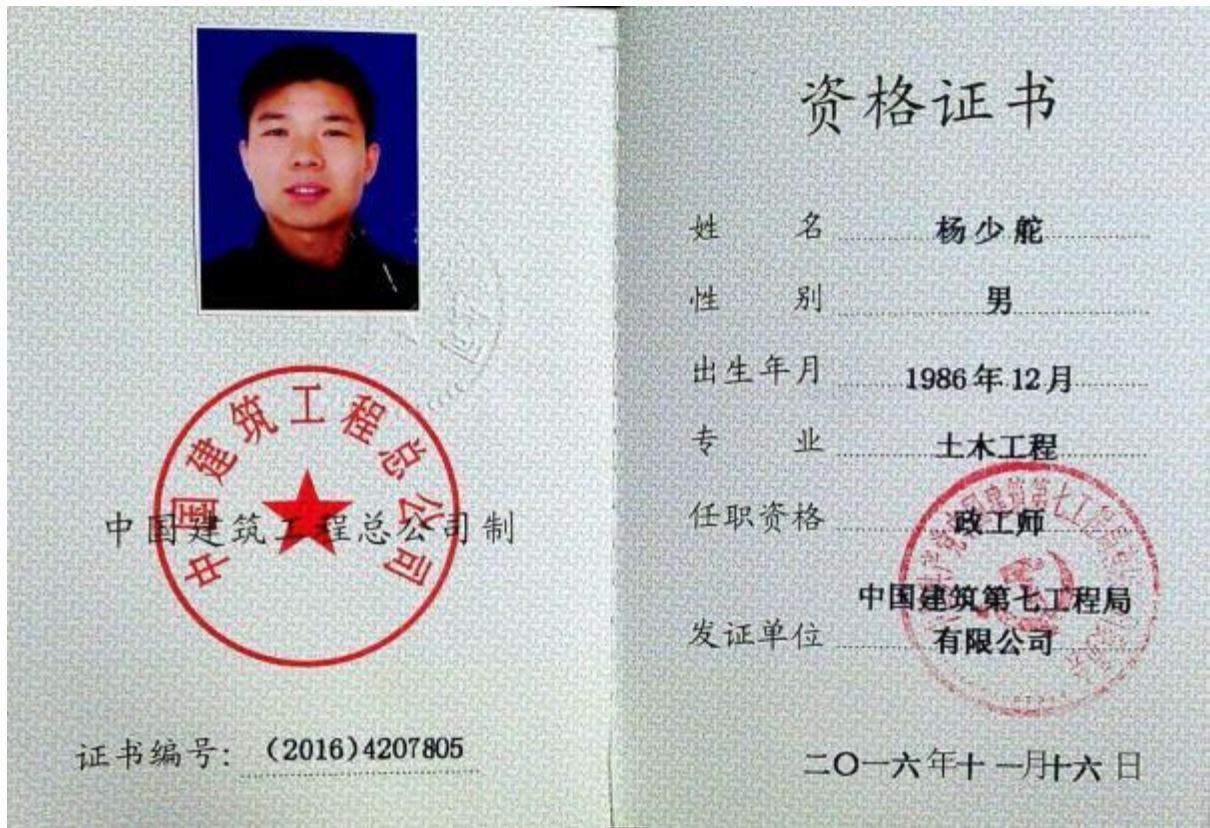 中国建筑工程总公司
中国建筑工程总公司制
证书编号: (2016)4207805
资格证书
姓 名 杨少舵
性 别 男
出生年月 1986年12月
专 业 土木工程
任职资格 政工师
发证单位 中国建筑第七工程局
有限公司
二〇一六年十一月十六日